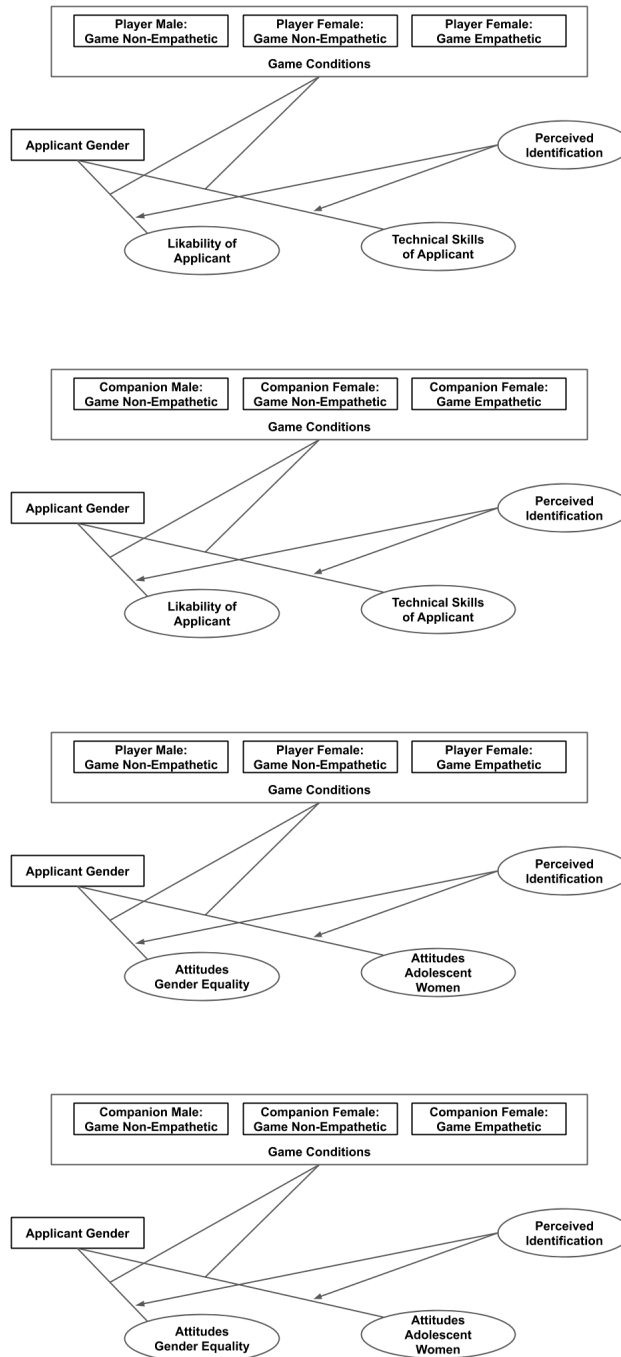 Player Male:
Game Non-Empathetic
Player Female:
Game Non-Empathetic
Player Female:
Game Empathetic
Game Conditions
Applicant Gender
Perceived
Identification
Likability of
Applicant
Technical Skills
of Applicant
Companion Male:
Game Non-Empathetic
Companion Female:
Game Non-Empathetic
Companion Female:
Game Empathetic
Game Conditions
Applicant Gender
Perceived
Identification
Likability of
Applicant
Technical Skills
of Applicant
Player Male:
Game Non-Empathetic
Player Female:
Game Non-Empathetic
Player Female:
Game Empathetic
Game Conditions
Applicant Gender
Perceived
Identification
Attitudes
Gender Equality
Attitudes
Adolescent
Women
Companion Male:
Game Non-Empathetic
Companion Female:
Game Non-Empathetic
Companion Female:
Game Empathetic
Game Conditions
Applicant Gender
Perceived
Identification
Attitudes
Gender Equality
Attitudes
Adolescent
Women